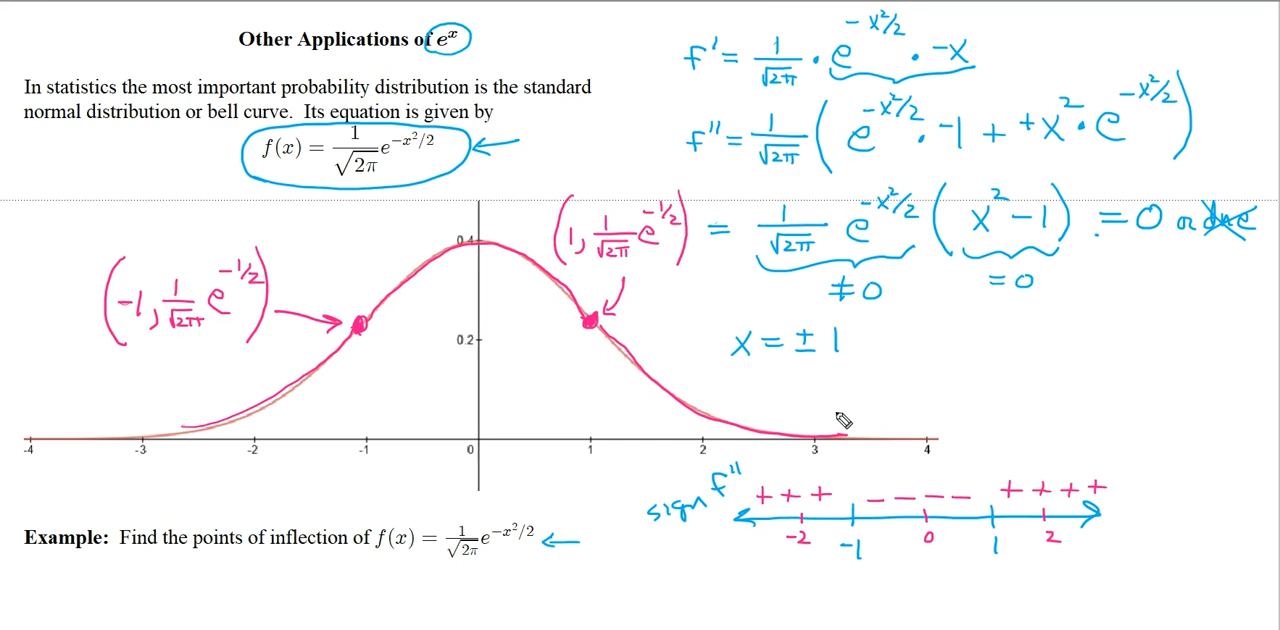 Other Applications of e^x
In statistics the most important probability distribution is the standard
normal distribution or bell curve. Its equation is given by
f(x) = 1/√2π e^−x²/2
f' = 1/√2π · e^−x²/2 · −x
f'' = 1/√2π ( e^−x²/2 · −1 + +x² · e^−x²/2 )
= 1/√2π e^−x²/2 ( x² − 1 ) = 0 or dne
≠ 0
= 0
x = ± 1
(−1, 1/√2π e^−1/2)
(1, 1/√2π e^−1/2)
0.4
0.2
-4 -3 -2 -1 0 1 2 3 4
sign f'' + + + − − − − + + + +
−2 −1 0 1 2
Example: Find the points of inflection of f(x) = 1/√2π e^−x²/2